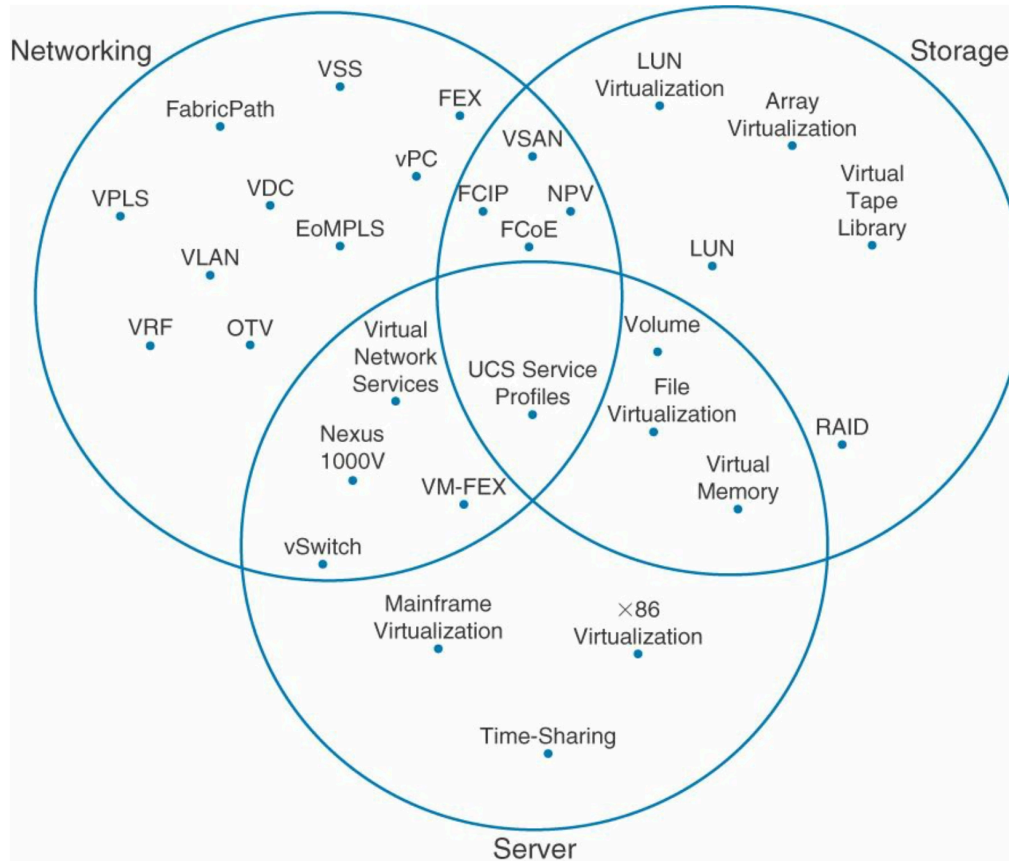 Networking
Storage
VSS
LUN
Virtualization
FEX
FabricPath
Array
Virtualization
VSAN
vPC
Virtual
Tape
Library
VPLS
VDC
FCIP
NPV
EoMPLS
FCoE
VLAN
LUN
VRF
OTV
Virtual
Network
Services
Volume
UCS Service
Profiles
File
Virtualization
RAID
Nexus
1000V
VM-FEX
Virtual
Memory
vSwitch
Mainframe
Virtualization
×86
Virtualization
Time-Sharing
Server